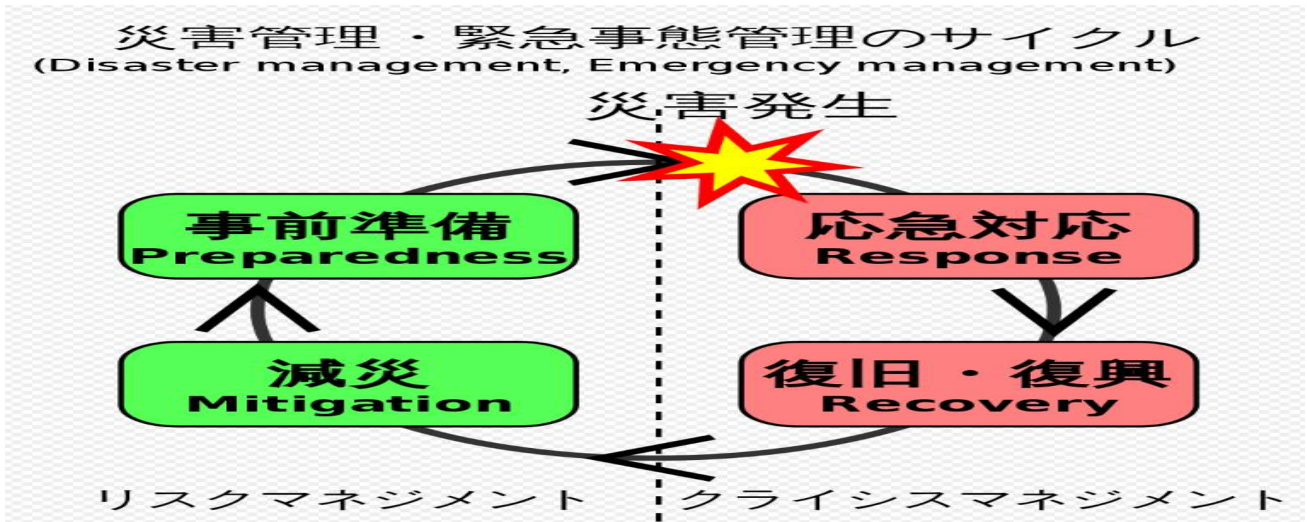 災害管理・緊急事態管理のサイクル
(Disaster management, Emergency management)
災害発生
事前準備
Preparedness
応急対応
Response
減災
Mitigation
復旧・復興
Recovery
リスクマネジメント
クライシスマネジメント